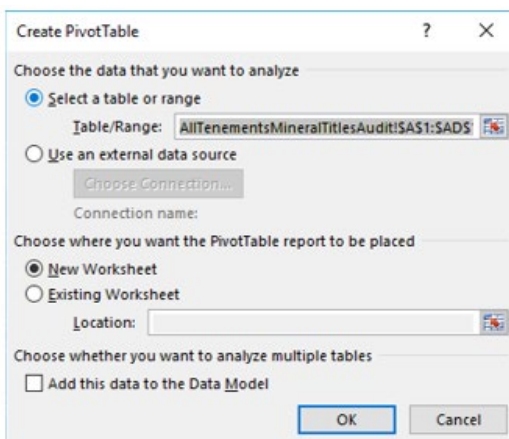 Create PivotTable ? ×
Choose the data that you want to analyze
Select a table or range
Table/Range: AllTenementsMineralTitlesAudit!$A$1:$AD$
Use an external data source
Choose Connection...
Connection name:
Choose where you want the PivotTable report to be placed
New Worksheet
Existing Worksheet
Location:
Choose whether you want to analyze multiple tables
Add this data to the Data Model
OK Cancel